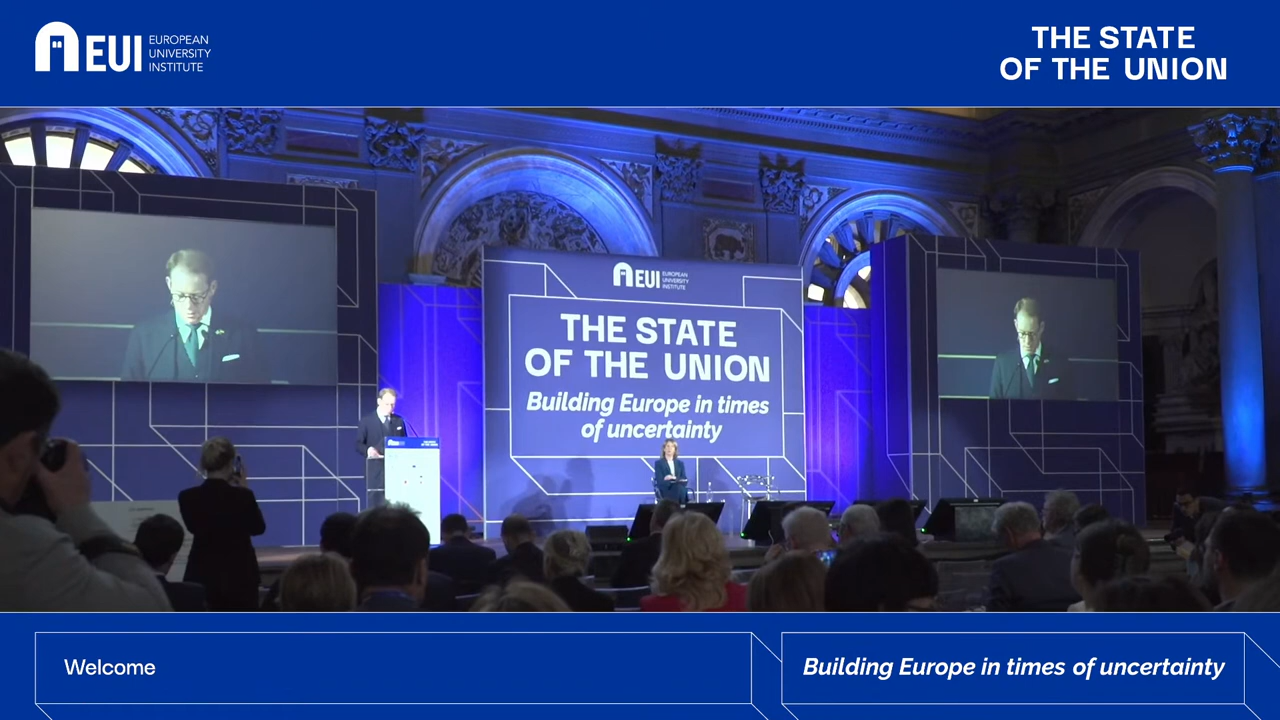 EUI
EUROPEAN
UNIVERSITY
INSTITUTE
THE STATE
OF THE UNION
EUI
EUROPEAN
UNIVERSITY
INSTITUTE
THE STATE
OF THE UNION
Building Europe in times
of uncertainty
Welcome
Building Europe in times of uncertainty